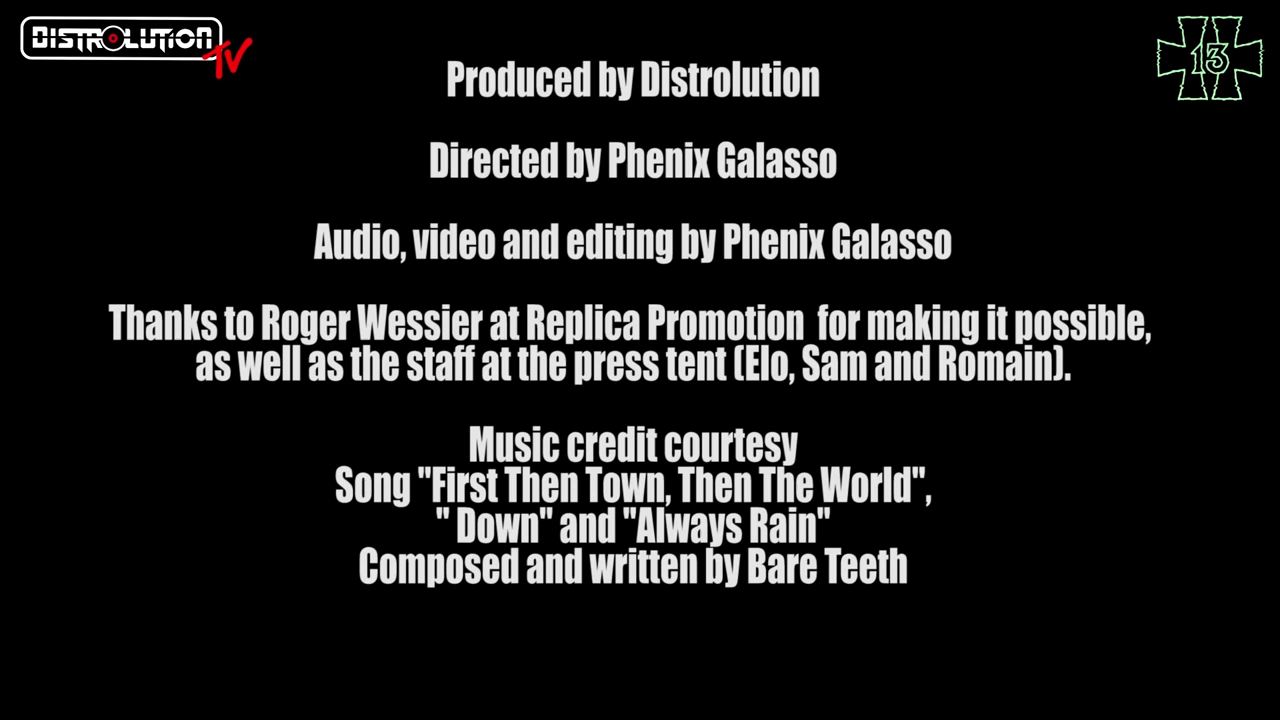 DISTROLUTION
TV
13
Produced by Distrolution
Directed by Phenix Galasso
Audio, video and editing by Phenix Galasso
Thanks to Roger Wessier at Replica Promotion  for making it possible,
as well as the staff at the press tent (Elo, Sam and Romain).
Music credit courtesy
Song "First Then Town, Then The World",
" Down" and "Always Rain"
Composed and written by Bare Teeth